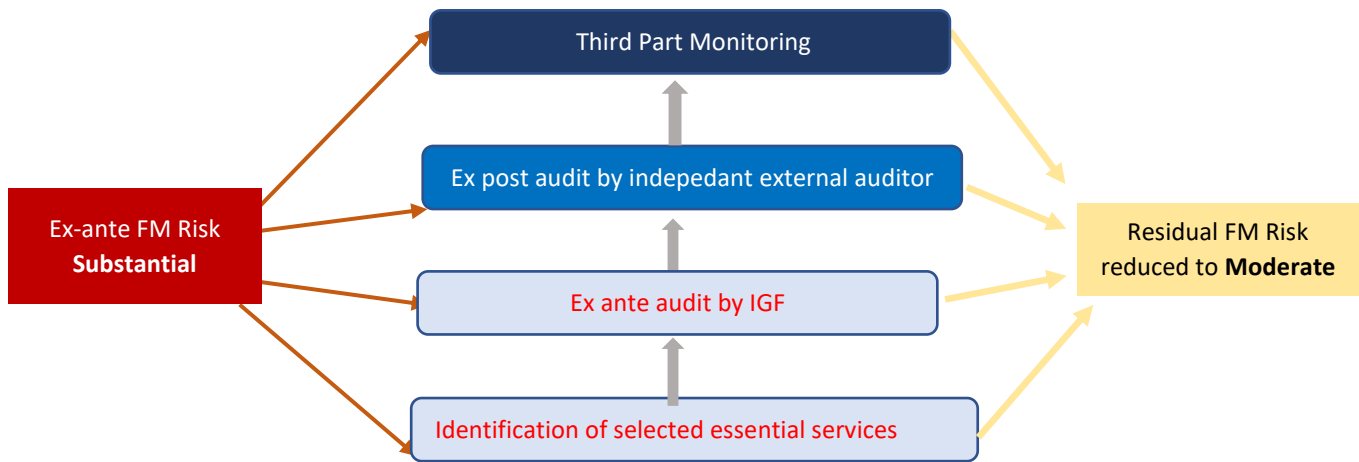 Third Part Monitoring
Ex post audit by indepedant external auditor
Ex-ante FM Risk
Substantial
Residual FM Risk
reduced to Moderate
Ex ante audit by IGF
Identification of selected essential services